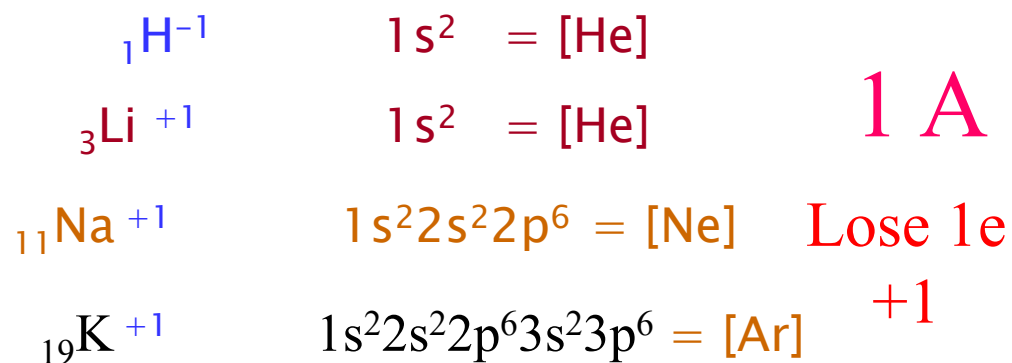 ₁H⁻¹ 1s² = [He]
₃Li ⁺¹ 1s² = [He]
1 A
₁₁Na ⁺¹ 1s²2s²2p⁶ = [Ne]
Lose 1e
+1
₁₉K ⁺¹ 1s²2s²2p⁶3s²3p⁶ = [Ar]